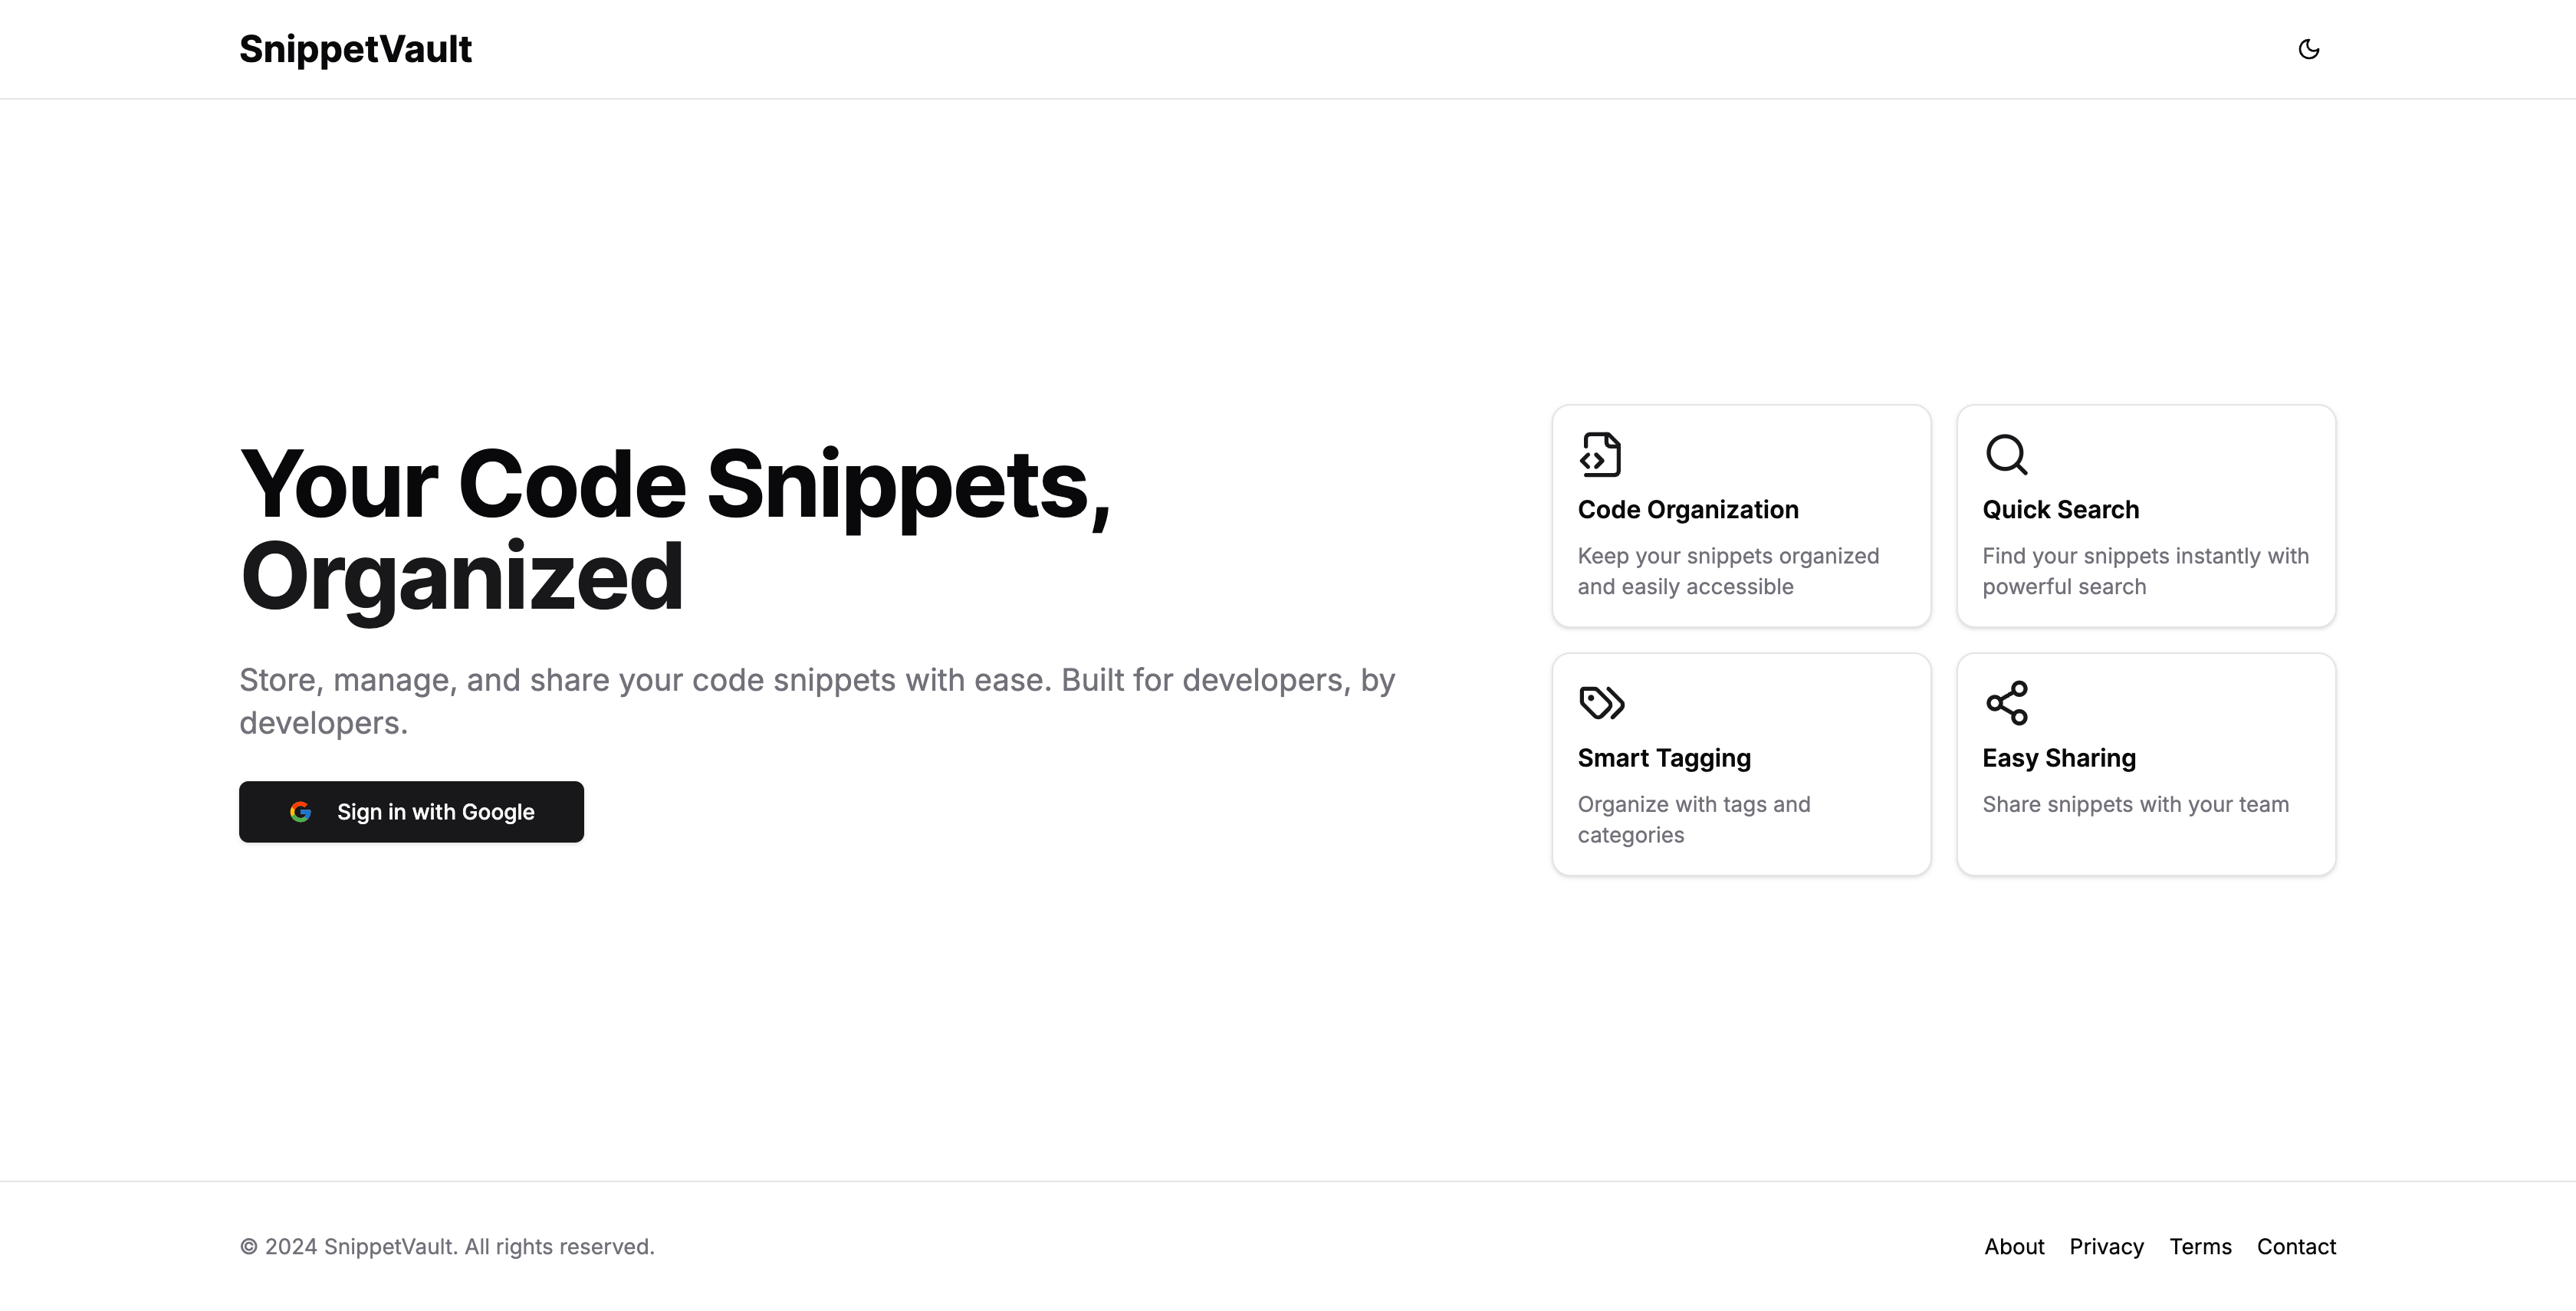 SnippetVault
Your Code Snippets,
Organized
Store, manage, and share your code snippets with ease. Built for developers, by
developers.
Sign in with Google
Code Organization
Keep your snippets organized
and easily accessible
Quick Search
Find your snippets instantly with
powerful search
Smart Tagging
Organize with tags and
categories
Easy Sharing
Share snippets with your team
© 2024 SnippetVault. All rights reserved.
About Privacy Terms Contact